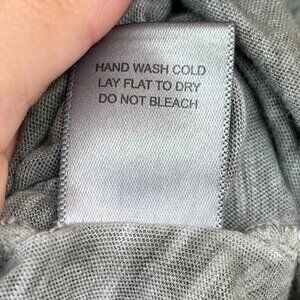 HAND WASH COLD
LAY FLAT TO DRY
DO NOT BLEACH